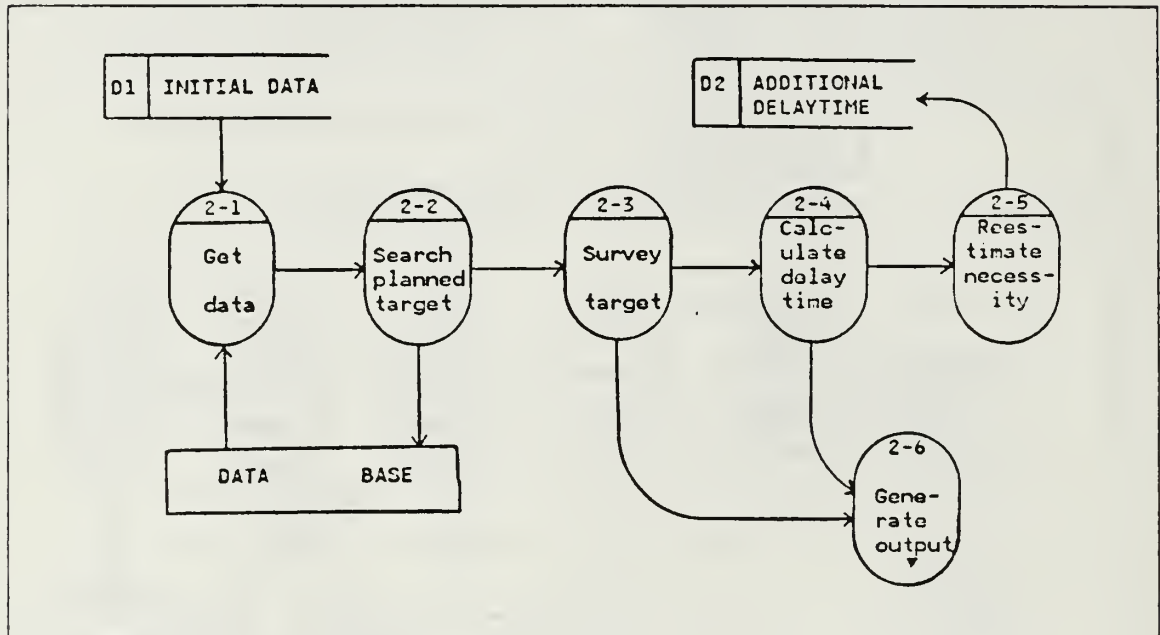 D1 INITIAL DATA
D2 ADDITIONAL
DELAYTIME
2-1
Get
data
2-2
Search
planned
target
2-3
Survey
target
2-4
Calc-
ulate
delay
time
2-5
Rees-
timate
necess-
ity
DATA BASE
2-6
Gene-
rate
output